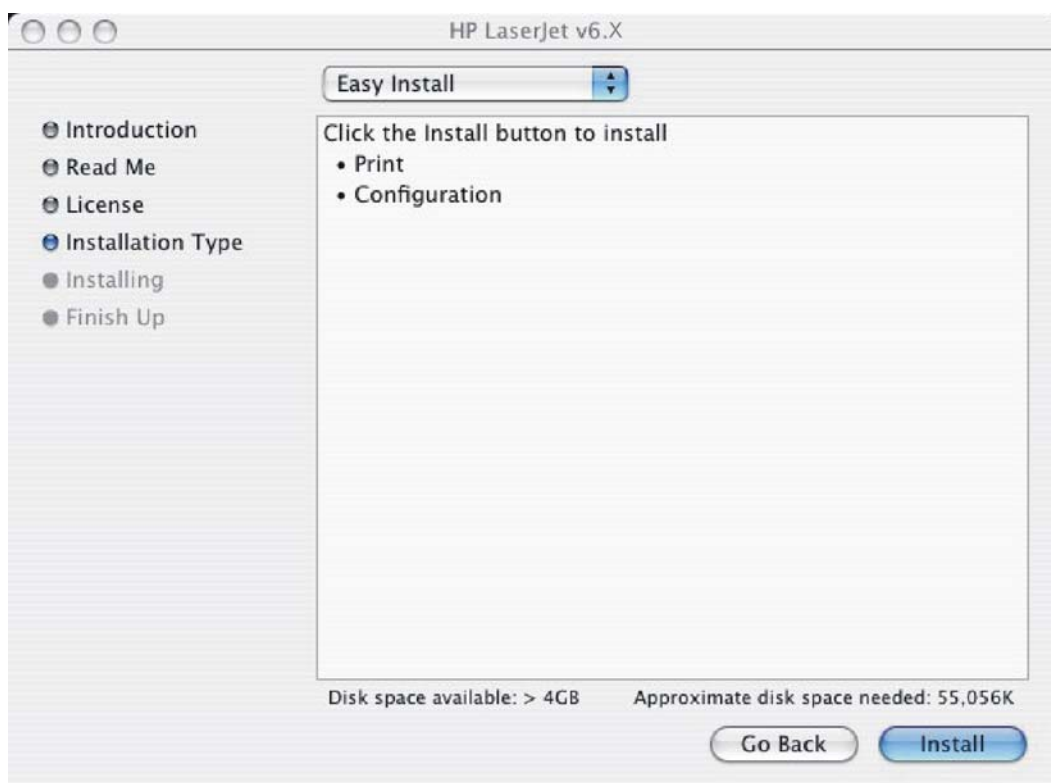 HP LaserJet v6.X
Easy Install
Introduction
Read Me
License
Installation Type
Installing
Finish Up
Click the Install button to install
• Print
• Configuration
Disk space available: > 4GB
Approximate disk space needed: 55,056K
Go Back
Install